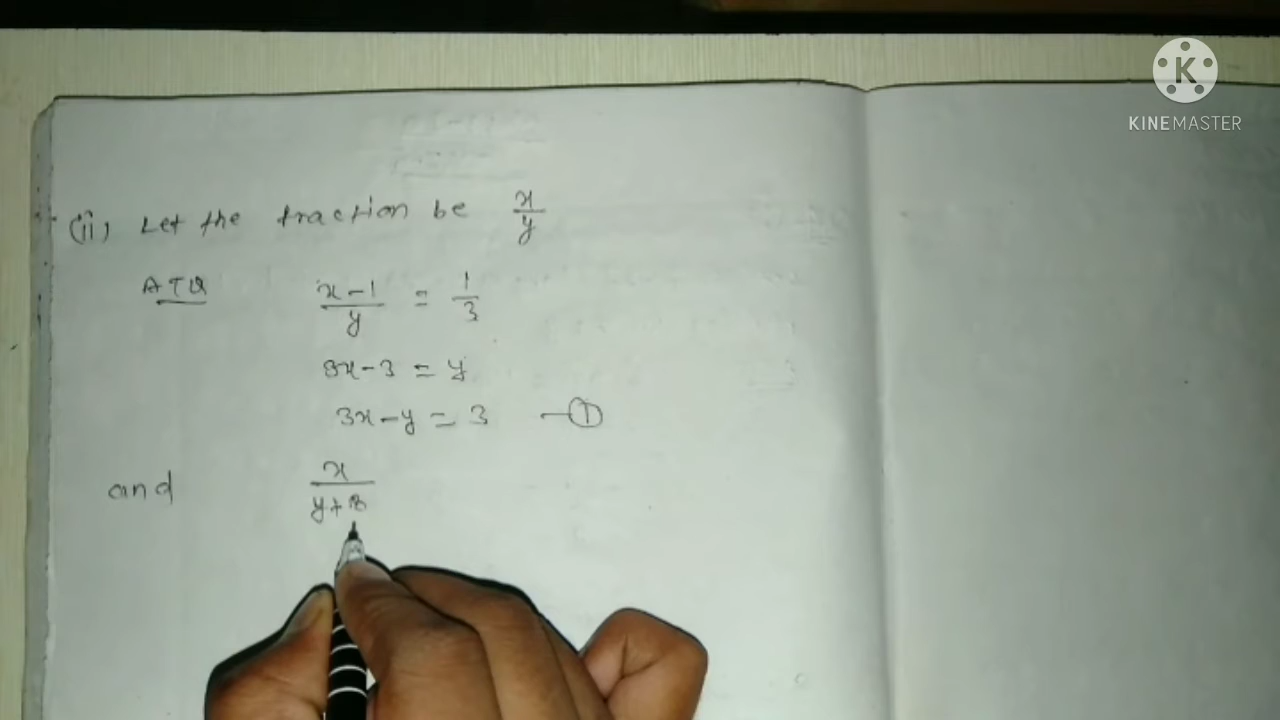 KINEMASTER
(ii) Let the fraction be x/y
ATQ (x-1)/y = 1/3
3x-3 = y
3x-y = 3 —①
and x/(y+8